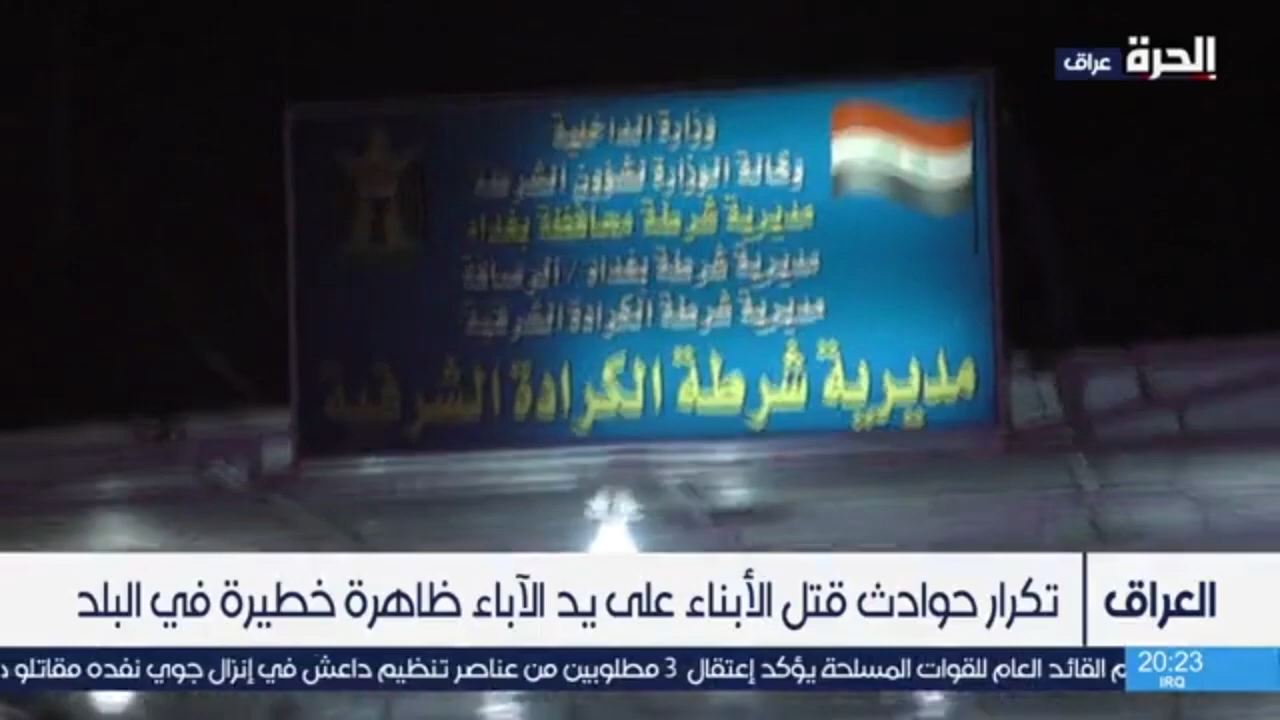 الحرة
عراق
وزارة الداخلية
وكالة الوزارة لشؤون الشرطة
مديرية شرطة محافظة بغداد
مديرية شرطة بغداد / الرصافة
مديرية شرطة الكرادة الشرقية
مديرية شرطة الكرادة الشرقية
العراق
تكرار حوادث قتل الأبناء على يد الآباء ظاهرة خطيرة في البلد
20:23
IRQ
القائد العام للقوات المسلحة يؤكد إعتقال 3 مطلوبين من عناصر تنظيم داعش في إنزال جوي نفذه مقاتلو